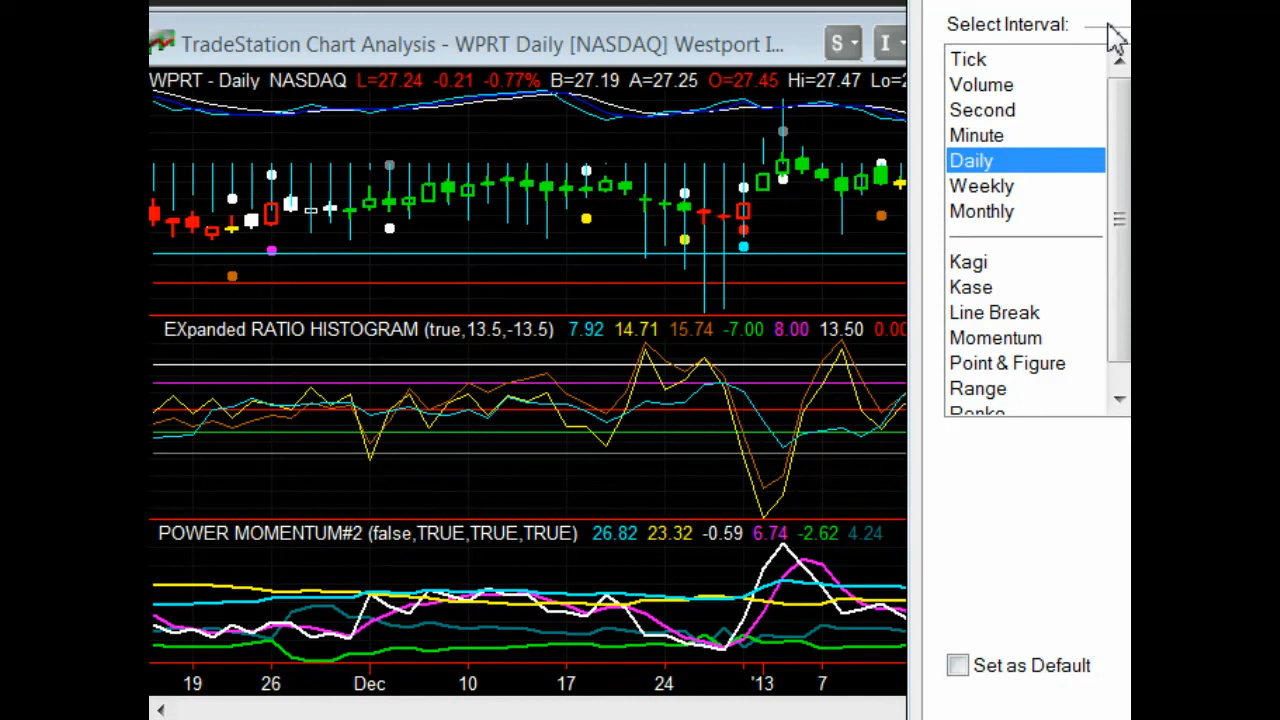 TradeStation Chart Analysis - WPRT Daily [NASDAQ] Westport I...
S
I
WPRT - Daily NASDAQ L=27.24 -0.21 -0.77% B=27.19 A=27.25 O=27.45 Hi=27.47 Lo=
EXpanded RATIO HISTOGRAM (true,13.5,-13.5) 7.92 14.71 15.74 -7.00 8.00 13.50 0.00
POWER MOMENTUM#2 (false,TRUE,TRUE,TRUE) 26.82 23.32 -0.59 6.74 -2.62 4.24
19 26 Dec 10 17 24 '13 7
Select Interval:
Tick
Volume
Second
Minute
Daily
Weekly
Monthly
Kagi
Kase
Line Break
Momentum
Point & Figure
Range
Renko
Set as Default